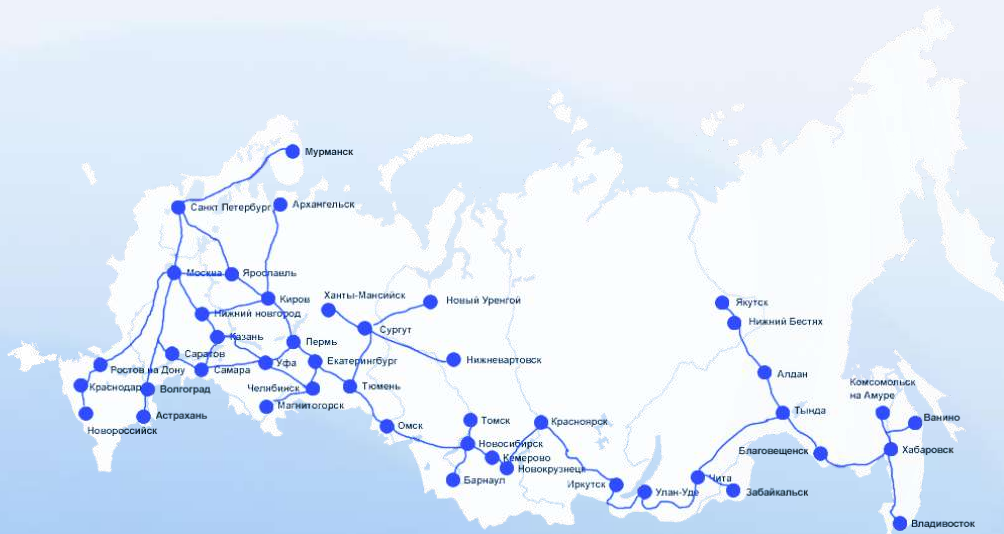 Мурманск
Санкт Петербург
Архангельск
Москва
Ярославль
Ханты-Мансийск
Новый Уренгой
Киров
Якутск
Нижний новгород
Нижний Бестях
Сургут
Казань
Пермь
Саратов
Уфа
Екатеринбург
Нижневартовск
Ростов на Дону
Самара
Алдан
Краснодар
Волгоград
Челябинск
Тюмень
Комсомольск
на Амуре
Магнитогорск
Астрахань
Тында
Ванино
Новороссийск
Омск
Томск
Красноярск
Новосибирск
Благовещенск
Хабаровск
Кемерово
Новокрузнецк
Барнаул
Иркутск
Чита
Улан-Удe
Забайкальск
Владивосток